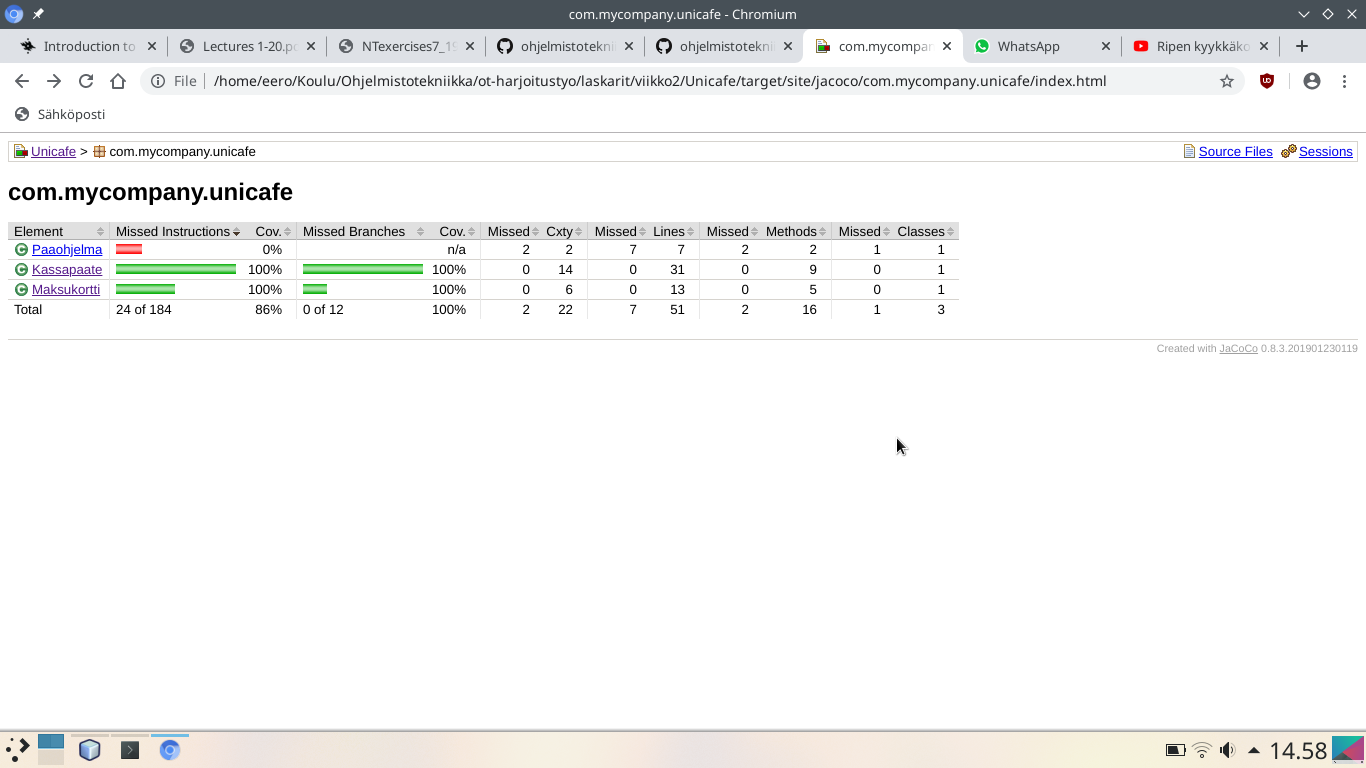 com.mycompany.unicafe - Chromium
Introduction to
Lectures 1-20.pd
NTexercises7_19
ohjelmistotekni
ohjelmistotekni
com.mycompan
WhatsApp
Ripen kyykkäko
File /home/eero/Koulu/Ohjelmistotekniikka/ot-harjoitustyo/laskarit/viikko2/Unicafe/target/site/jacoco/com.mycompany.unicafe/index.html
Sähköposti
Unicafe > com.mycompany.unicafe Source Files Sessions
com.mycompany.unicafe
Element Missed Instructions Cov. Missed Branches Cov. Missed Cxty Missed Lines Missed Methods Missed Classes
C Paaohjelma 0% n/a 2 2 7 7 2 2 1 1
C Kassapaate 100% 100% 0 14 0 31 0 9 0 1
C Maksukortti 100% 100% 0 6 0 13 0 5 0 1
Total 24 of 184 86% 0 of 12 100% 2 22 7 51 2 16 1 3
Created with JaCoCo 0.8.3.201901230119
14.58